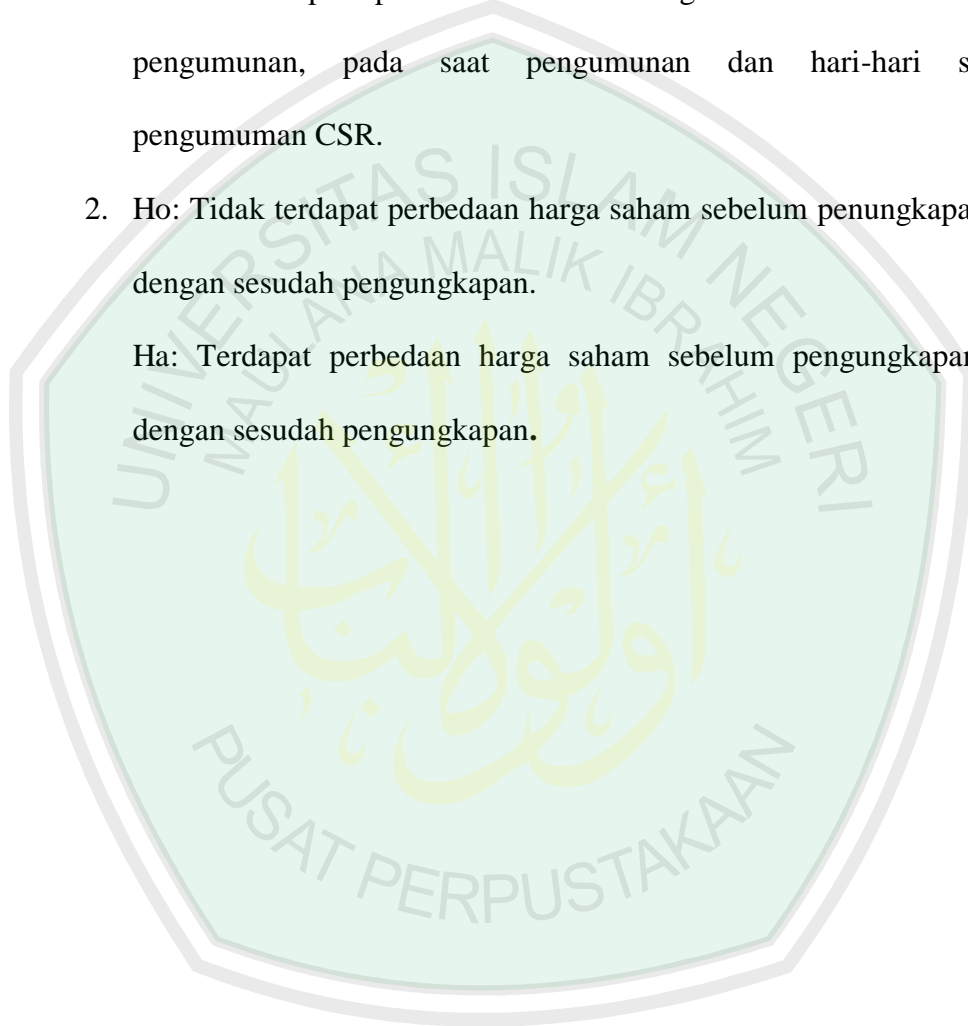 pengumunan, pada saat pengumunan dan hari-hari
pengumuman CSR.
2. Ho: Tidak terdapat perbedaan harga saham sebelum
dengan sesudah pengungkapan.
Ha: Terdapat perbedaan harga saham sebelum
dengan sesudah pengungkapan.
UNIVERSITAS ISLAM NEGERI
MAULANA MALIK IBRAHIM
PUSAT PERPUSTAKAAN